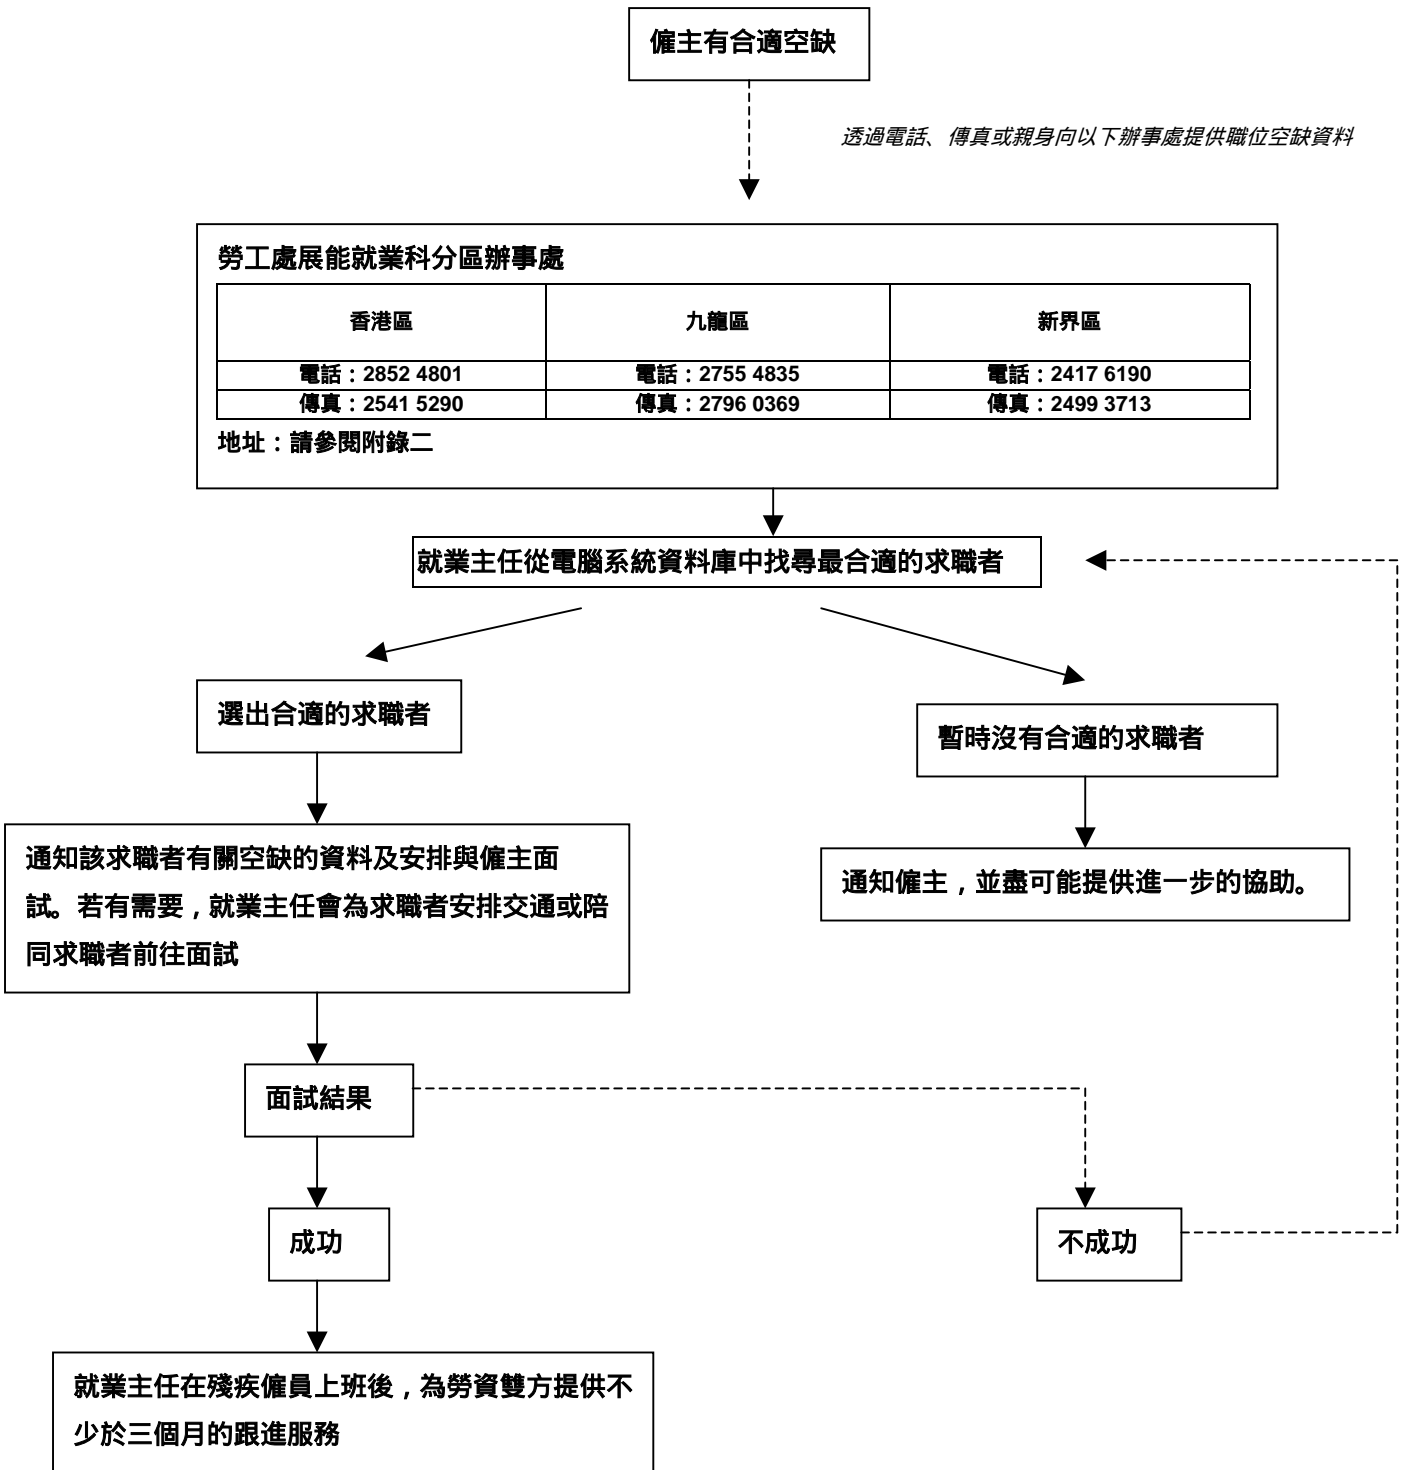 僱主有合適空缺
透過電話、傳真或親身向以下辦事處提供職位空缺資料
勞工處展能就業科分區辦事處
香港區 九龍區 新界區
電話：2852 4801 電話：2755 4835 電話：2417 6190
傳真：2541 5290 傳真：2796 0369 傳真：2499 3713
地址：請參閱附錄二
就業主任從電腦系統資料庫中找尋最合適的求職者
選出合適的求職者
暫時沒有合適的求職者
通知該求職者有關空缺的資料及安排與僱主面
試。若有需要，就業主任會為求職者安排交通或陪
同求職者前往面試
通知僱主，並盡可能提供進一步的協助。
面試結果
成功
不成功
就業主任在殘疾僱員上班後，為勞資雙方提供不
少於三個月的跟進服務